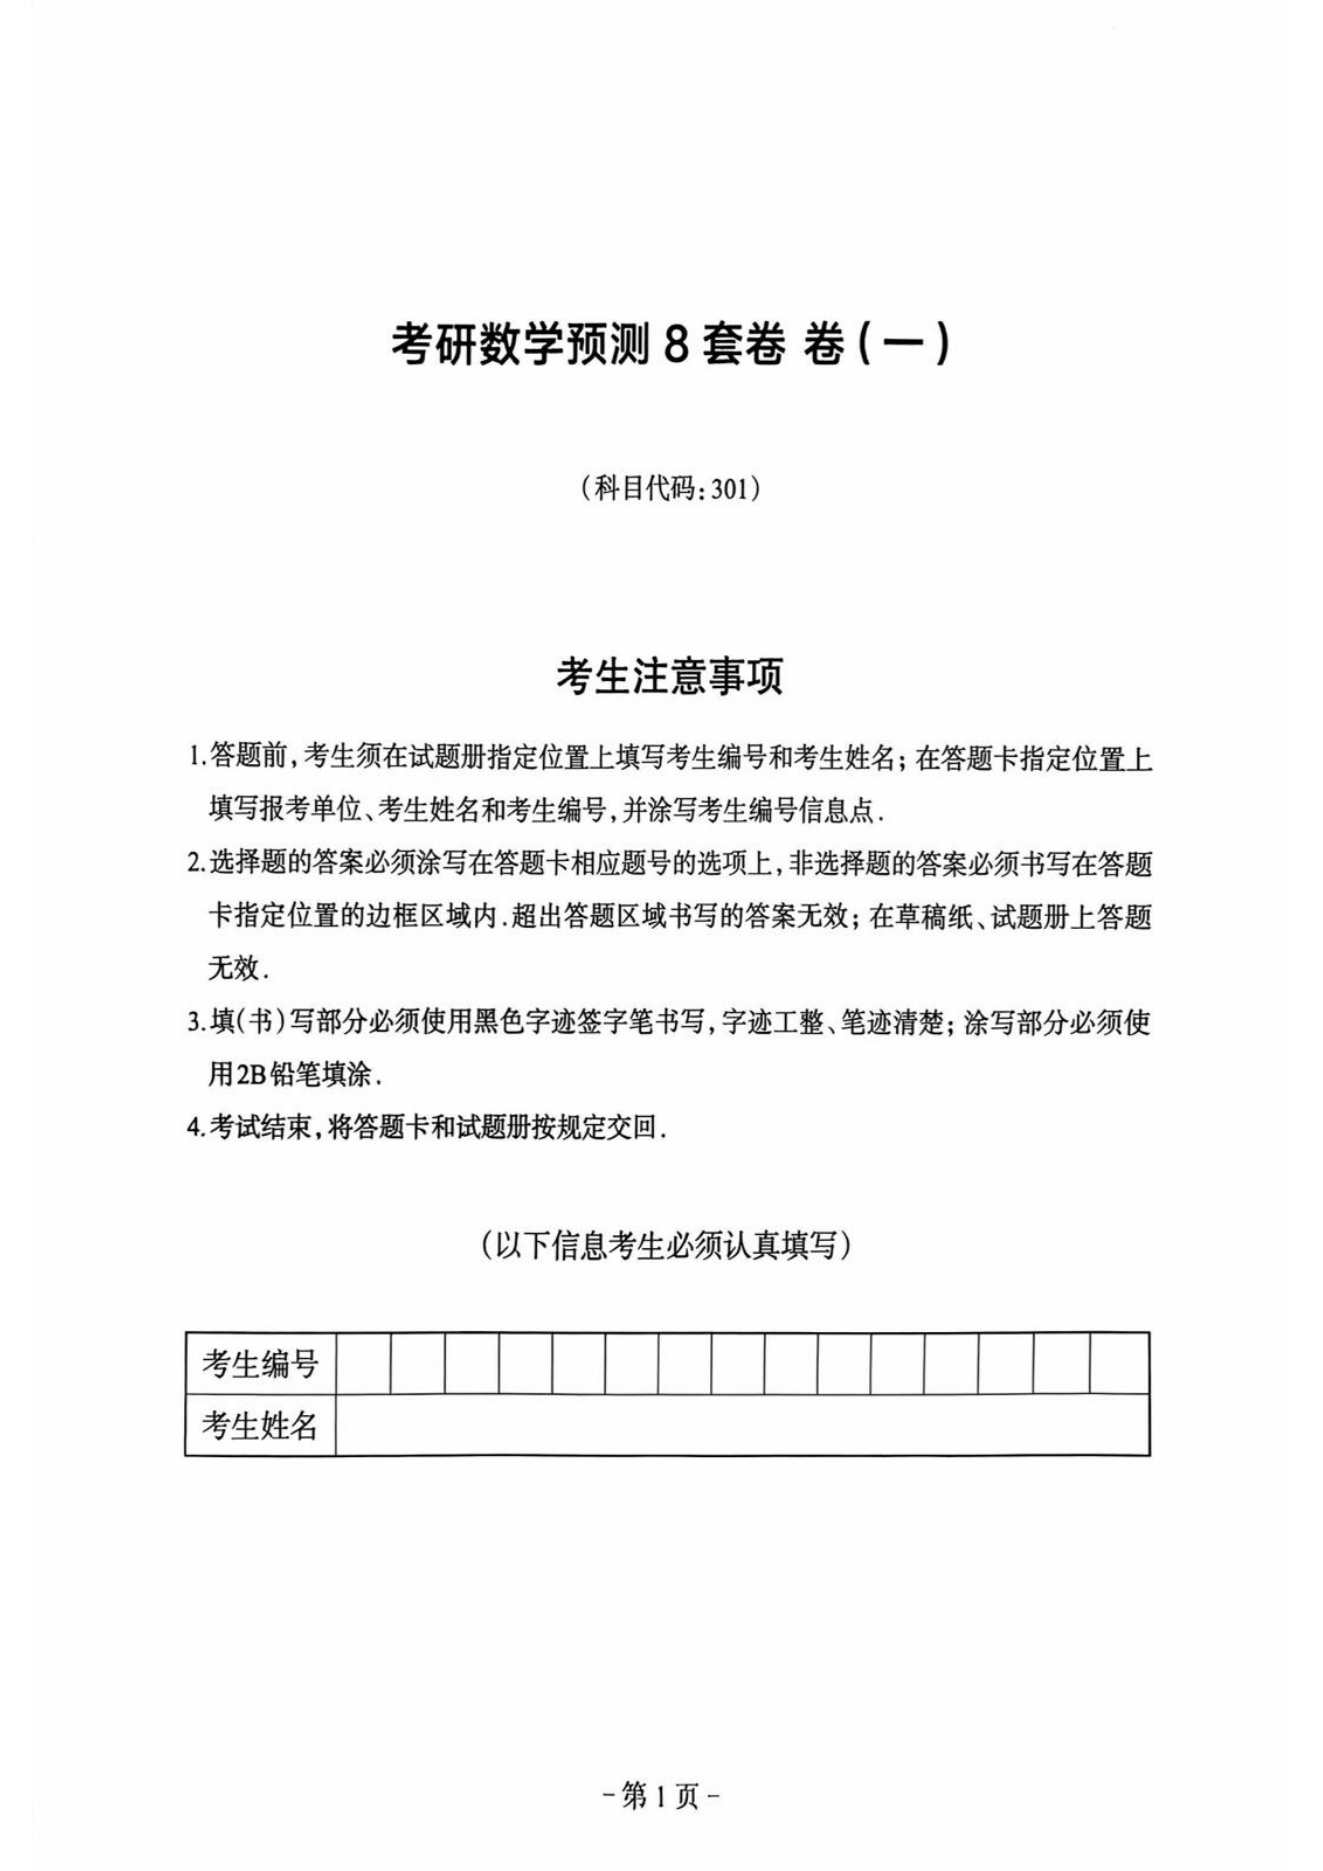 考研数学预测 8 套卷 卷(一)
(科目代码:301)
考生注意事项
1.答题前,考生须在试题册指定位置上填写考生编号和考生姓名;在答题卡指定位置上
填写报考单位、考生姓名和考生编号,并涂写考生编号信息点.
2.选择题的答案必须涂写在答题卡相应题号的选项上,非选择题的答案必须书写在答题
卡指定位置的边框区域内.超出答题区域书写的答案无效;在草稿纸、试题册上答题
无效.
3.填(书)写部分必须使用黑色字迹签字笔书写,字迹工整、笔迹清楚;涂写部分必须使
用2B铅笔填涂.
4.考试结束,将答题卡和试题册按规定交回.
(以下信息考生必须认真填写)
考生编号
考生姓名
-第 1 页-